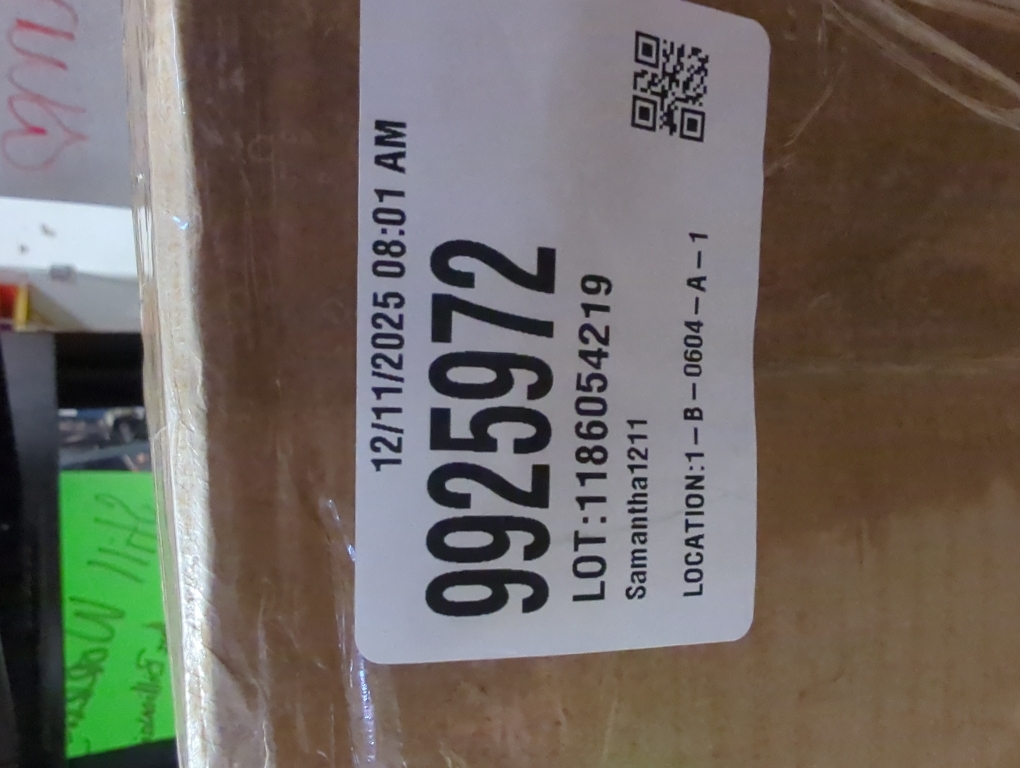 12/11/2025 08:01 AM
9925972
LOT:1186054219
Samantha1211
LOCATION:1-B-0604-A-1